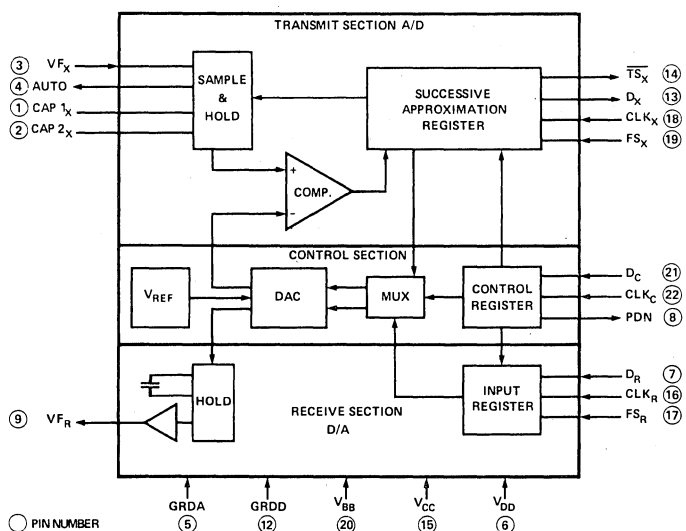 TRANSMIT SECTION A/D
3 VFX
4 AUTO
1 CAP 1X
2 CAP 2X
SAMPLE
&
HOLD
SUCCESSIVE
APPROXIMATION
REGISTER
TSX 14
DX 13
CLKX 18
FSX 19
+
COMP.
−
CONTROL SECTION
VREF
DAC
MUX
CONTROL
REGISTER
DC 21
CLKC 22
PDN 8
HOLD
9 VFR
RECEIVE SECTION
D/A
INPUT
REGISTER
DR 7
CLKR 16
FSR 17
GRDA GRDD VBB VCC VDD
5 12 20 15 6
PIN NUMBER